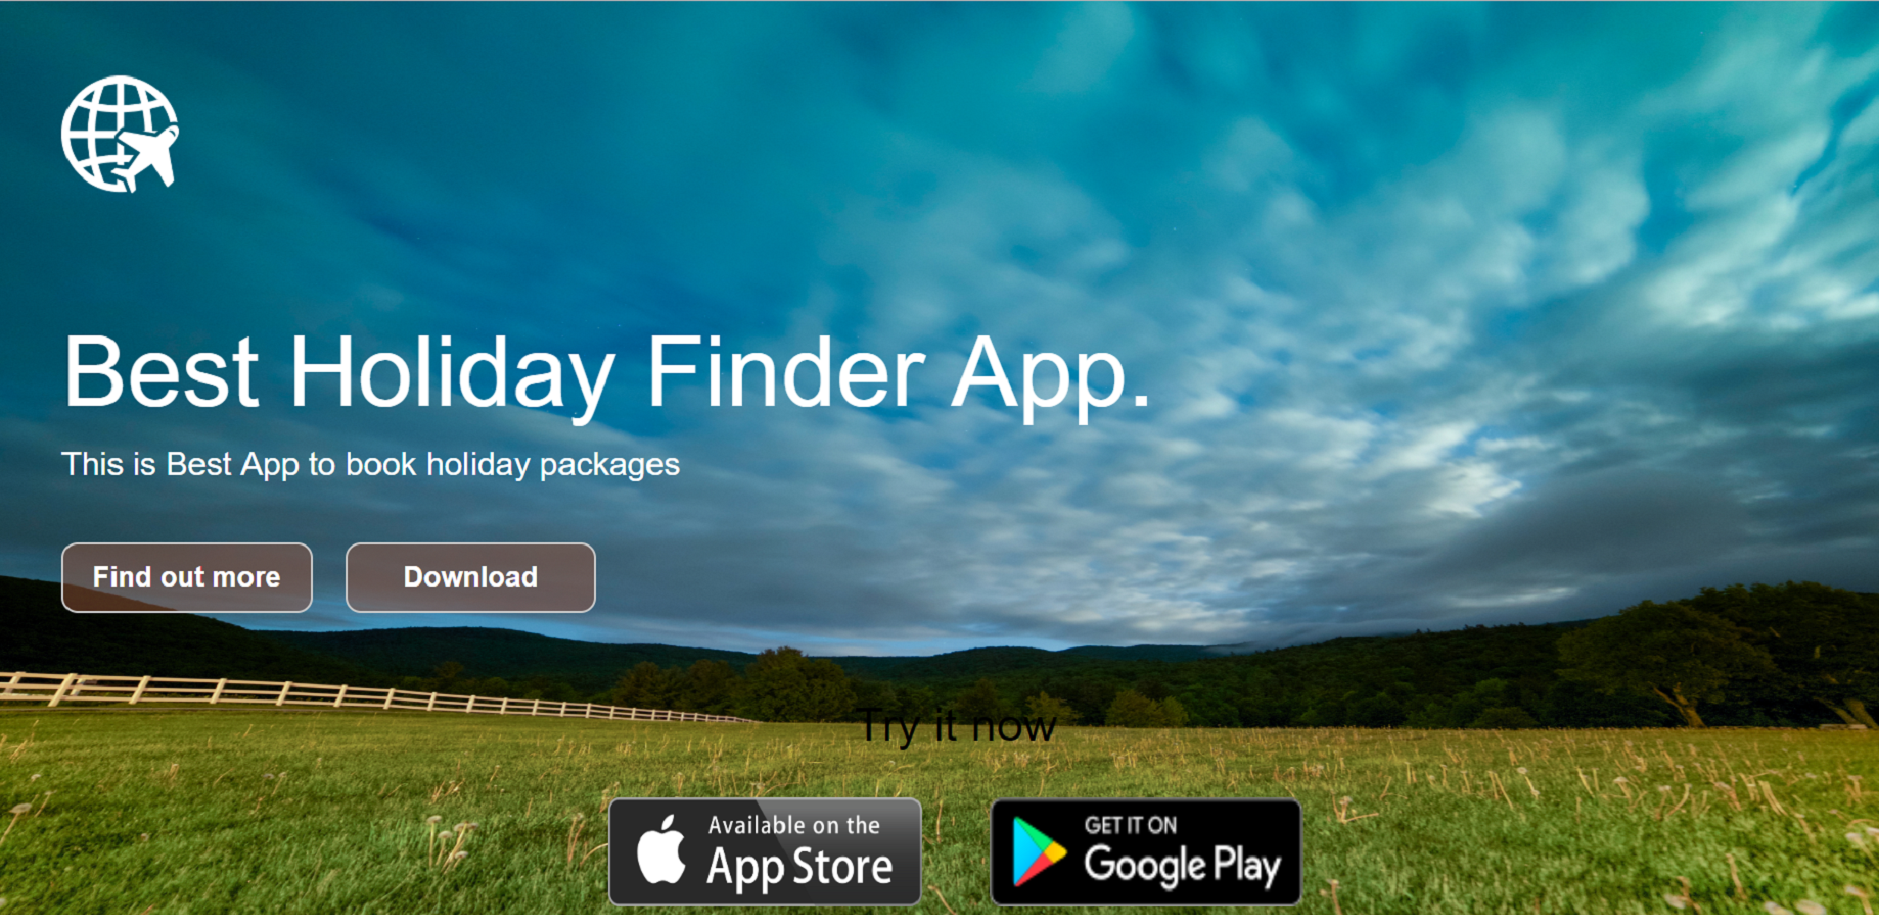 Best Holiday Finder App.
This is Best App to book holiday packages
Find out more
Download
Try it now
Available on the
App Store
GET IT ON
Google Play